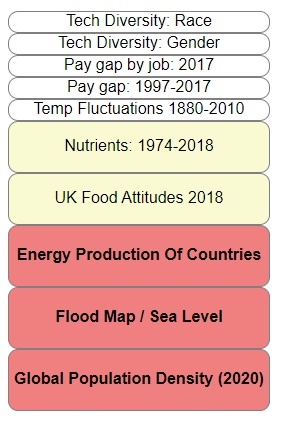 Tech Diversity: Race
Tech Diversity: Gender
Pay gap by job: 2017
Pay gap: 1997-2017
Temp Fluctuations 1880-2010
Nutrients: 1974-2018
UK Food Attitudes 2018
Energy Production Of Countries
Flood Map / Sea Level
Global Population Density (2020)